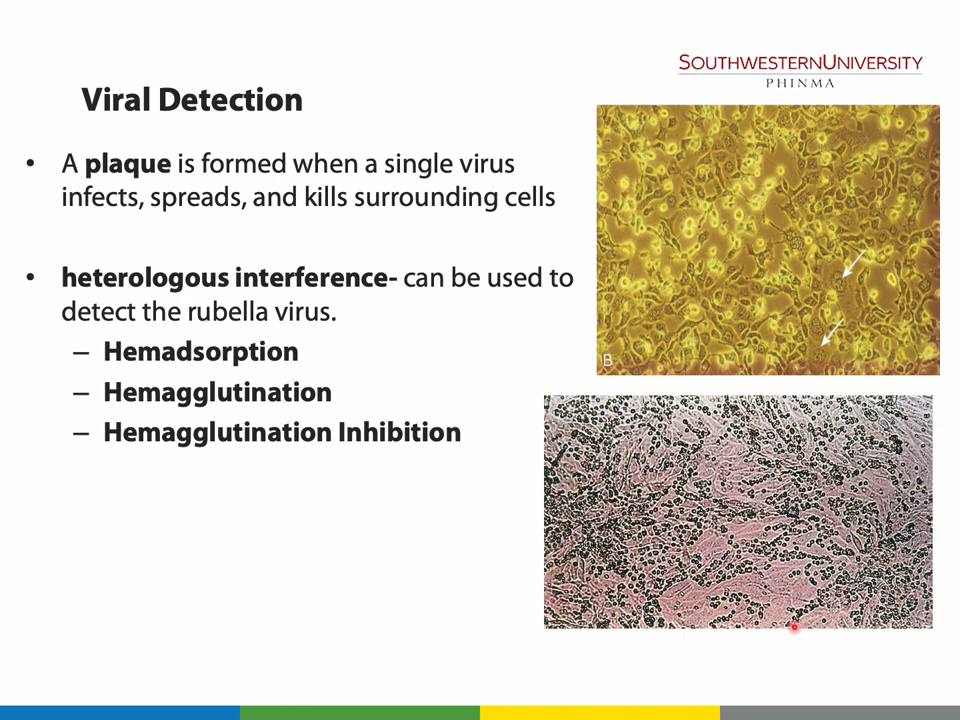 SOUTHWESTERNUNIVERSITY
PHINMA
Viral Detection
• A plaque is formed when a single virus
infects, spreads, and kills surrounding cells
• heterologous interference- can be used to
detect the rubella virus.
– Hemadsorption
– Hemagglutination
– Hemagglutination Inhibition
B